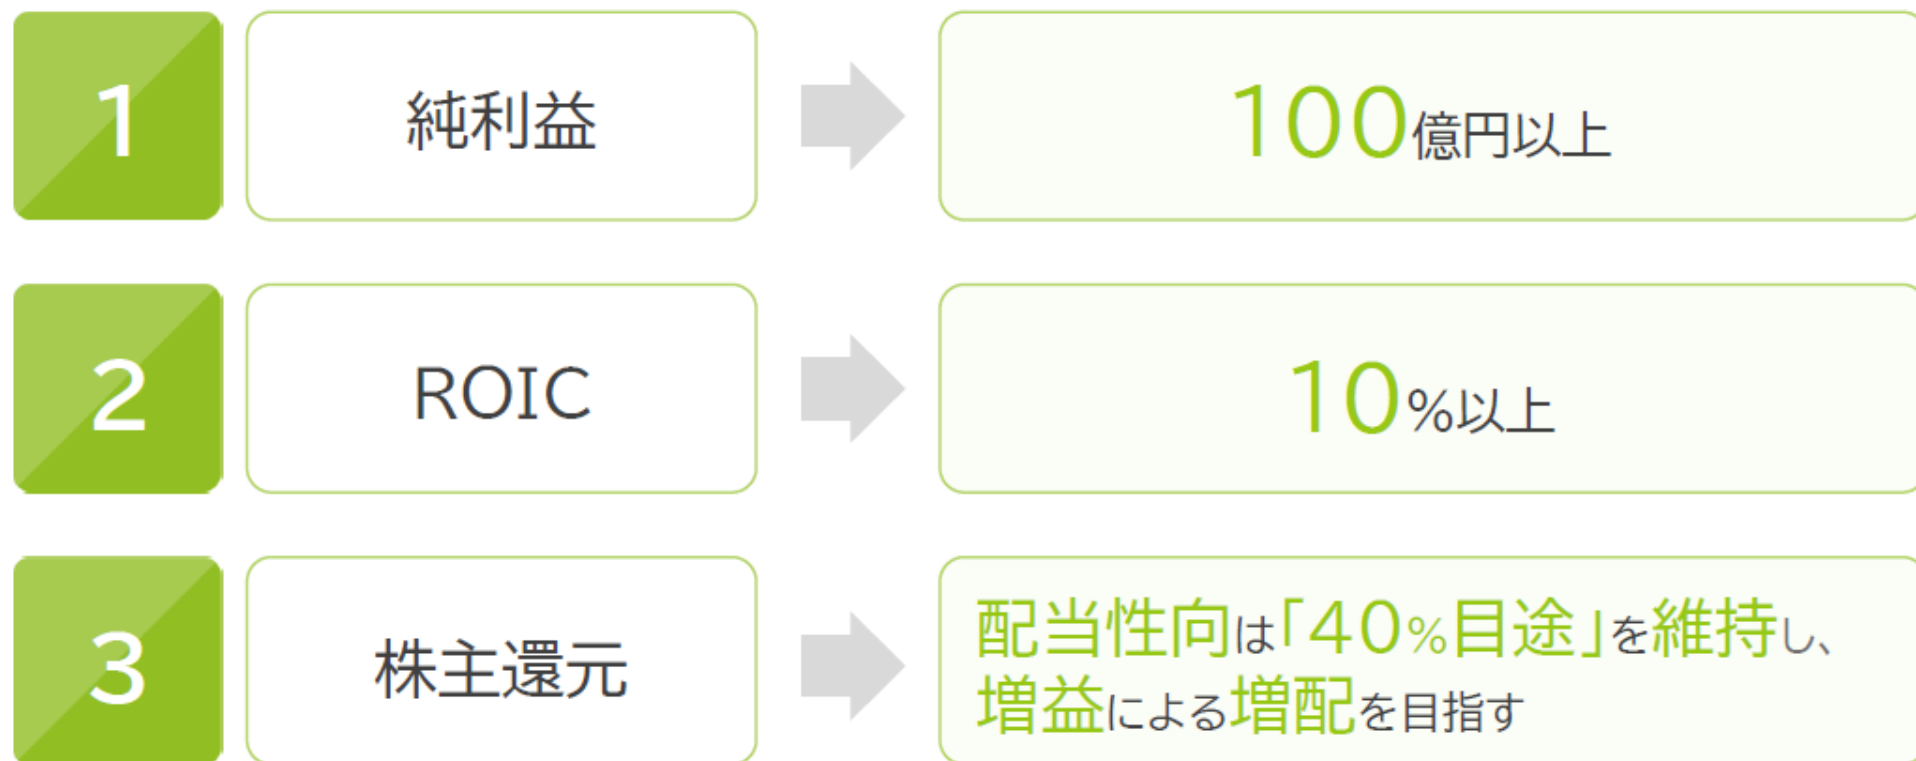 1
純利益
100億円以上
2
ROIC
10%以上
3
株主還元
配当性向は「40%目途」を維持し、
増益による増配を目指す